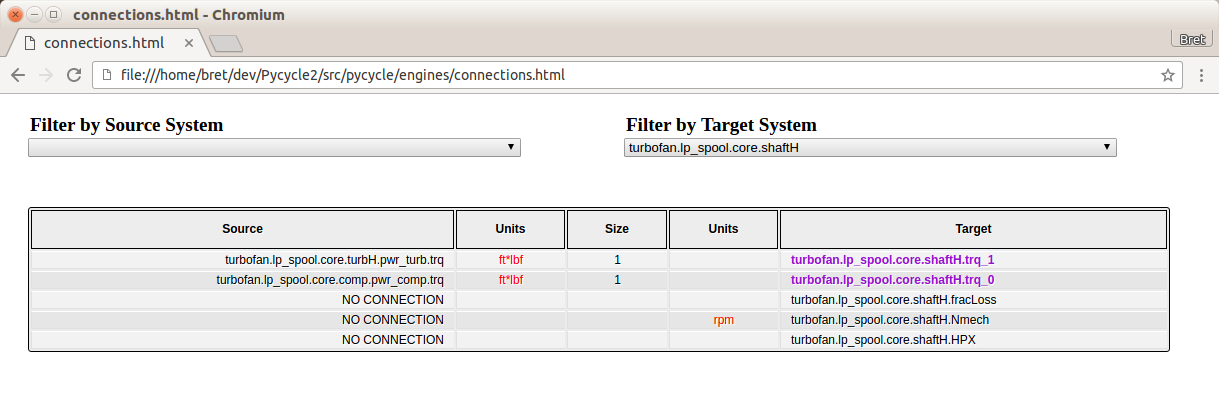 connections.html - Chromium
connections.html
Bret
file:///home/bret/dev/Pycycle2/src/pycycle/engines/connections.html
Filter by Source System Filter by Target System
turbofan.lp_spool.core.shaftH
Source Units Size Units Target
turbofan.lp_spool.core.turbH.pwr_turb.trq ft*lbf 1 turbofan.lp_spool.core.shaftH.trq_1
turbofan.lp_spool.core.comp.pwr_comp.trq ft*lbf 1 turbofan.lp_spool.core.shaftH.trq_0
NO CONNECTION turbofan.lp_spool.core.shaftH.fracLoss
NO CONNECTION rpm turbofan.lp_spool.core.shaftH.Nmech
NO CONNECTION turbofan.lp_spool.core.shaftH.HPX